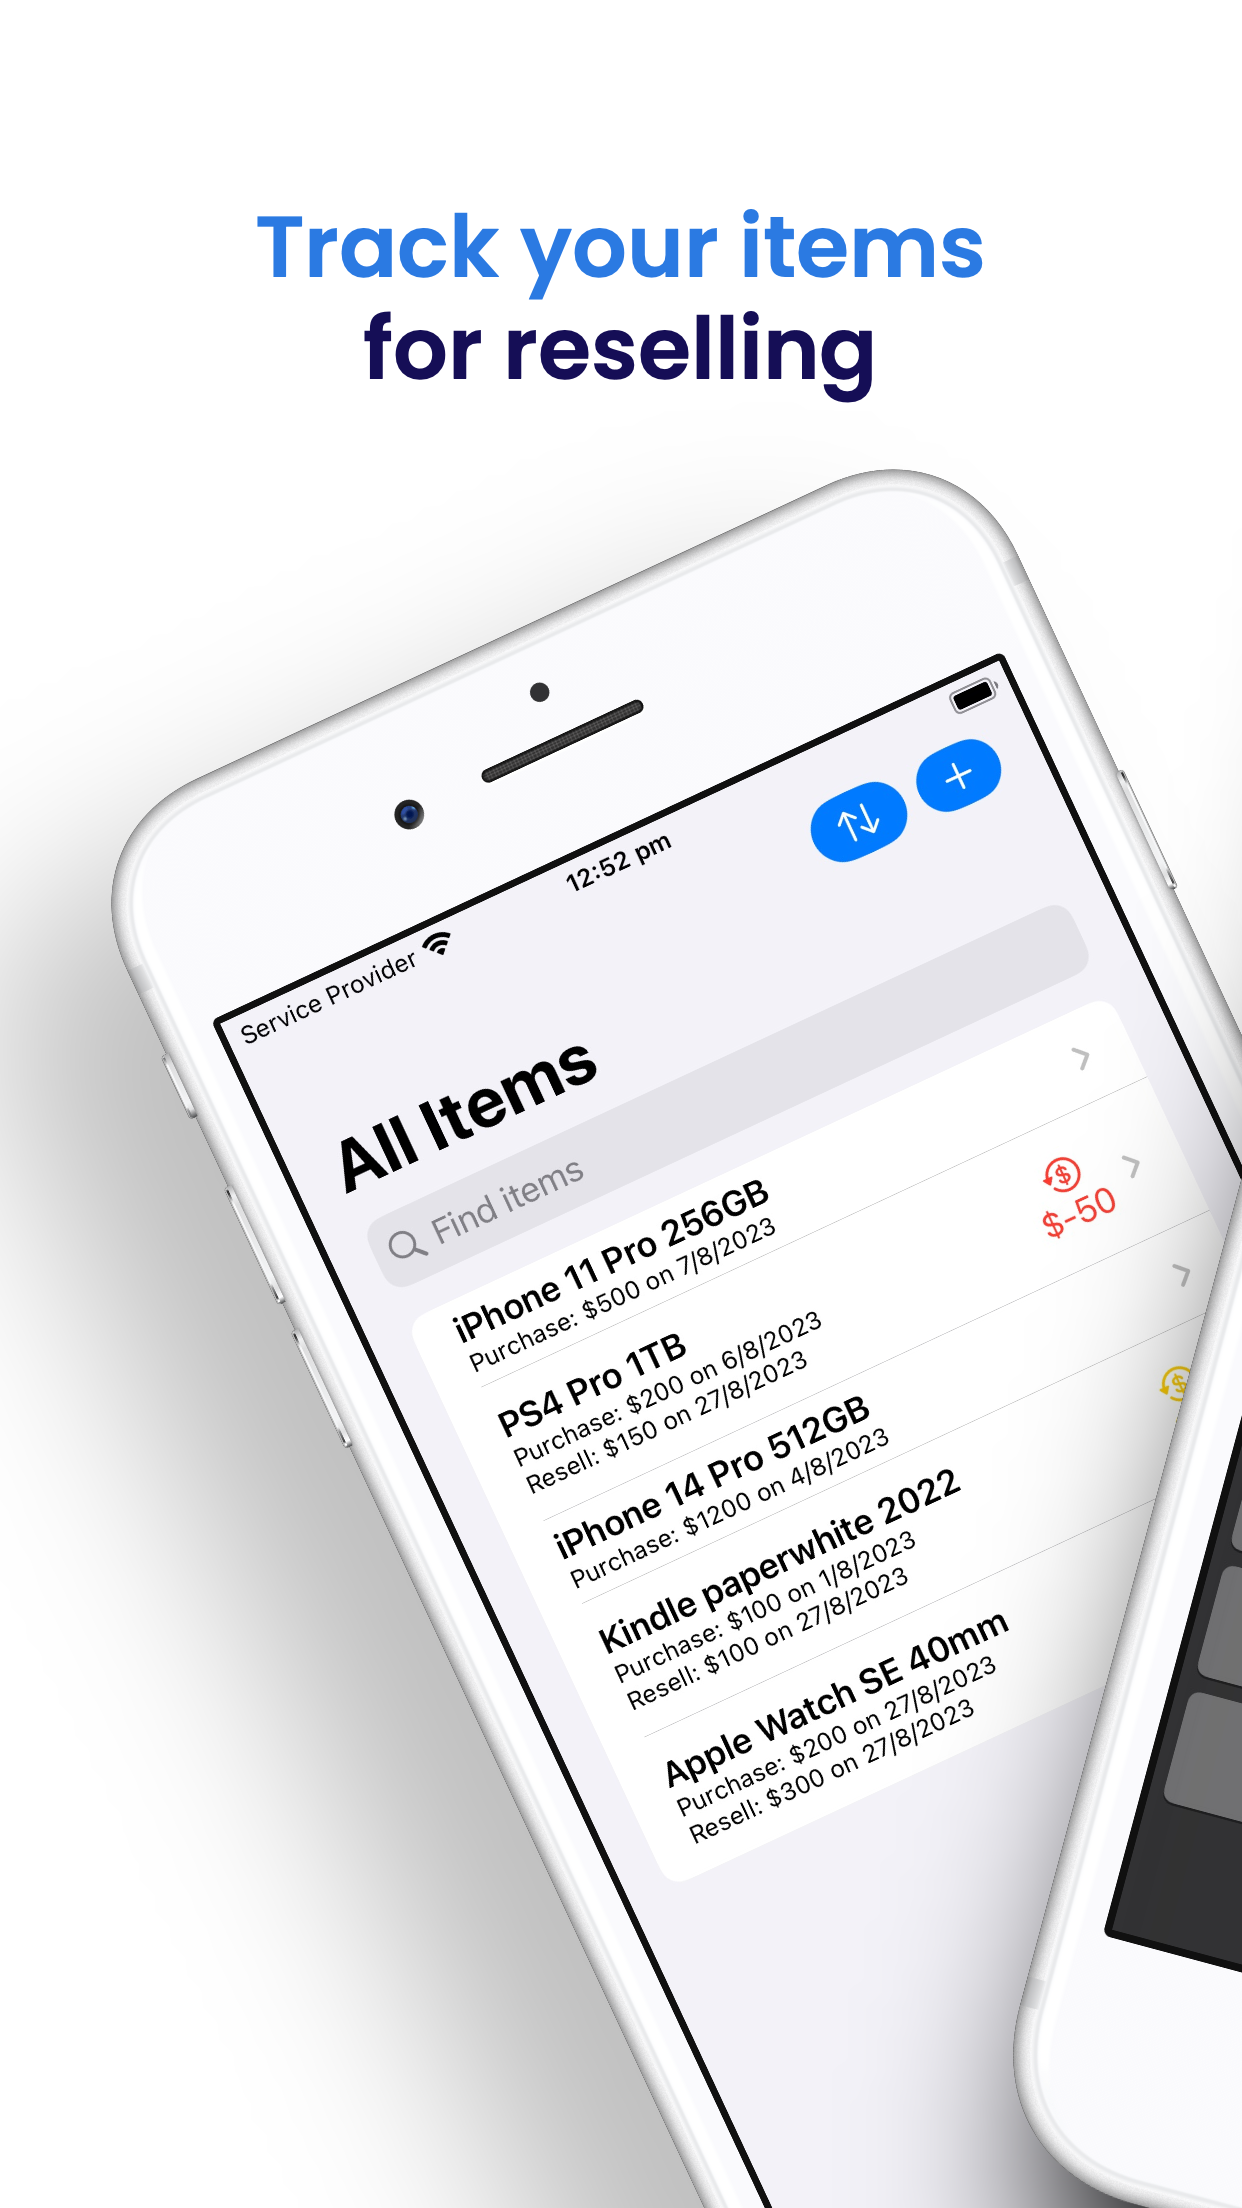 Track your items
for reselling
Service Provider
12:52 pm
All Items
Find items
iPhone 11 Pro 256GB
Purchase: $500 on 7/8/2023
PS4 Pro 1TB
Purchase: $200 on 6/8/2023
Resell: $150 on 27/8/2023
$-50
iPhone 14 Pro 512GB
Purchase: $1200 on 4/8/2023
Kindle paperwhite 2022
Purchase: $100 on 1/8/2023
Resell: $100 on 27/8/2023
Apple Watch SE 40mm
Purchase: $200 on 27/8/2023
Resell: $300 on 27/8/2023